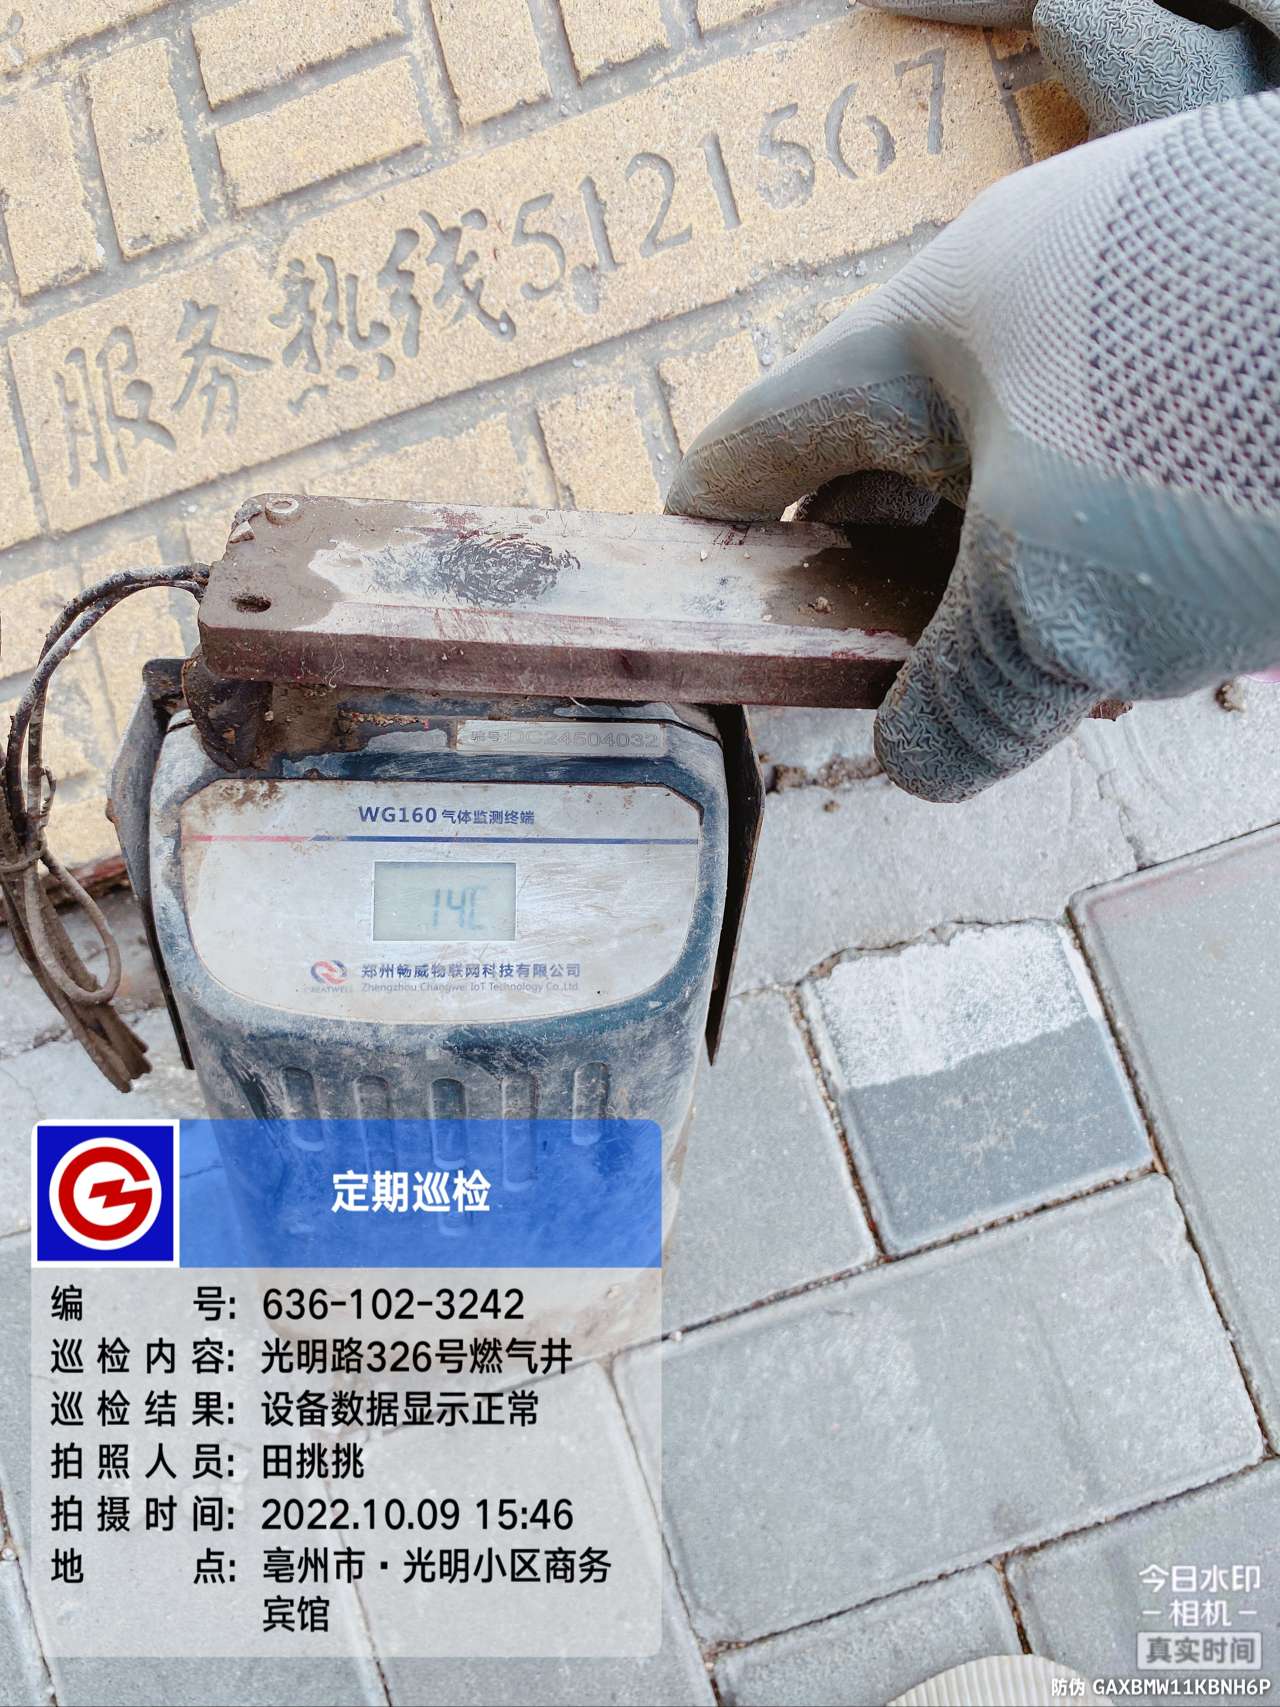 服务热线5121567
编号:DC24504032
WG160 气体监测终端
14C
郑州畅威物联网科技有限公司
GREATWELL
Zhengzhou Changwei IoT Technology Co.,Ltd.
定期巡检
编号: 636-102-3242
巡检内容: 光明路326号燃气井
巡检结果: 设备数据显示正常
拍照人员: 田挑挑
拍摄时间: 2022.10.09 15:46
地点: 亳州市·光明小区商务
宾馆
今日水印
相机
真实时间
防伪 GAXBMW11KBNH6P